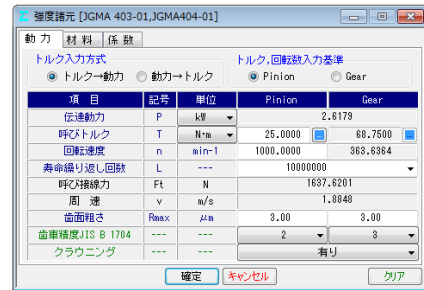 強度諸元 [JGMA 403-01,JGMA404-01]
動 力 材 料 係 数
トルク入力方式 トルク,回転数入力基準
トルク→動力 動力→トルク Pinion Gear
項 目 記号 単位 Pinion Gear
伝達動力 P kW 2.6179
呼びトルク T N·m 25.0000 68.7500
回転速度 n min-1 1000.0000 363.6364
寿命繰り返し回数 L --- 10000000
呼び接線力 Ft N 1637.6201
周 速 v m/s 1.8848
歯面粗さ Rmax μm 3.00 3.00
歯車精度JIS B 1704 --- --- 2 3
クラウニング --- --- 有り
確定 キャンセル クリア